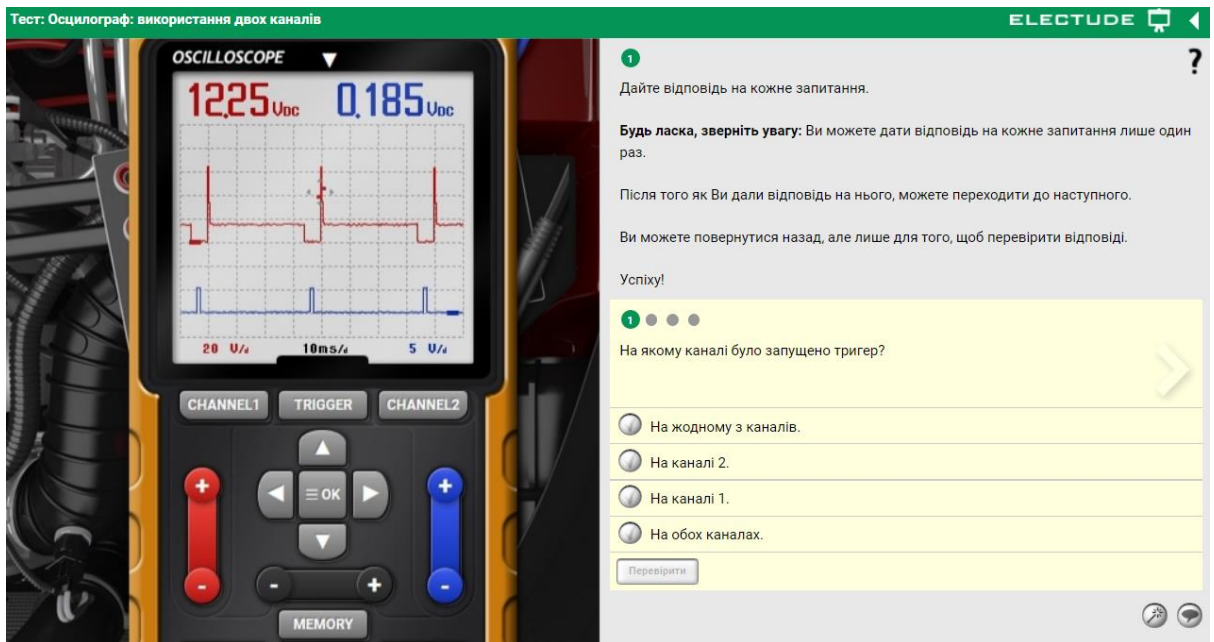 Тест: Осцилограф: використання двох каналів
ELECTUDE
OSCILLOSCOPE
12.25 VDC 0.185 VDC
20 V/d 10ms/d 5 V/d
CHANNEL1 TRIGGER CHANNEL2
+ +
≡ OK
- - + -
MEMORY
1
?
Дайте відповідь на кожне запитання.
Будь ласка, зверніть увагу: Ви можете дати відповідь на кожне запитання лише один
раз.
Після того як Ви дали відповідь на нього, можете переходити до наступного.
Ви можете повернутися назад, але лише для того, щоб перевірити відповіді.
Успіху!
1
На якому каналі було запущено тригер?
На жодному з каналів.
На каналі 2.
На каналі 1.
На обох каналах.
Перевірити